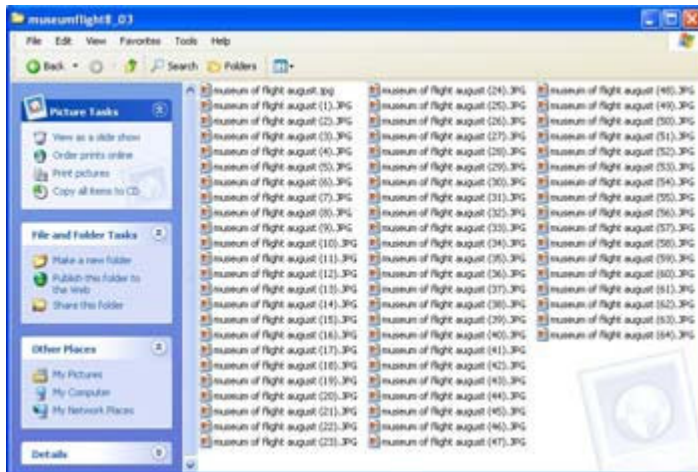 museumflight8_03
File Edit View Favorites Tools Help
Back Search Folders
Picture Tasks
View as a slide show
Order prints online
Print pictures
Copy all items to CD
File and Folder Tasks
Make a new folder
Publish this folder to
the Web
Share this folder
Other Places
My Pictures
My Computer
My Network Places
Details
museum of flight august.jpg
museum of flight august (1).JPG
museum of flight august (2).JPG
museum of flight august (3).JPG
museum of flight august (4).JPG
museum of flight august (5).JPG
museum of flight august (6).JPG
museum of flight august (7).JPG
museum of flight august (8).JPG
museum of flight august (9).JPG
museum of flight august (10).JPG
museum of flight august (11).JPG
museum of flight august (12).JPG
museum of flight august (13).JPG
museum of flight august (14).JPG
museum of flight august (15).JPG
museum of flight august (16).JPG
museum of flight august (17).JPG
museum of flight august (18).JPG
museum of flight august (19).JPG
museum of flight august (20).JPG
museum of flight august (21).JPG
museum of flight august (22).JPG
museum of flight august (23).JPG
museum of flight august (24).JPG
museum of flight august (25).JPG
museum of flight august (26).JPG
museum of flight august (27).JPG
museum of flight august (28).JPG
museum of flight august (29).JPG
museum of flight august (30).JPG
museum of flight august (31).JPG
museum of flight august (32).JPG
museum of flight august (33).JPG
museum of flight august (34).JPG
museum of flight august (35).JPG
museum of flight august (36).JPG
museum of flight august (37).JPG
museum of flight august (38).JPG
museum of flight august (39).JPG
museum of flight august (40).JPG
museum of flight august (41).JPG
museum of flight august (42).JPG
museum of flight august (43).JPG
museum of flight august (44).JPG
museum of flight august (45).JPG
museum of flight august (46).JPG
museum of flight august (47).JPG
museum of flight august (48).JPG
museum of flight august (49).JPG
museum of flight august (50).JPG
museum of flight august (51).JPG
museum of flight august (52).JPG
museum of flight august (53).JPG
museum of flight august (54).JPG
museum of flight august (55).JPG
museum of flight august (56).JPG
museum of flight august (57).JPG
museum of flight august (58).JPG
museum of flight august (59).JPG
museum of flight august (60).JPG
museum of flight august (61).JPG
museum of flight august (62).JPG
museum of flight august (63).JPG
museum of flight august (64).JPG